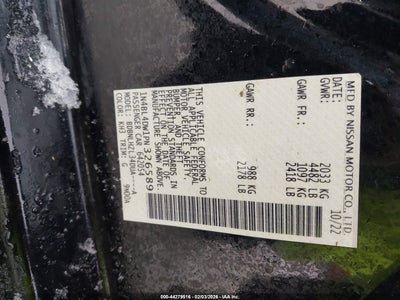 MFD BY NISSAN MOTOR CO., LTD. 10/22
GVWR: 2033 KG 4482 LB
GAWR FR: 1097 KG 2418 LB
GAWR RR: 988 KG 2178 LB
THIS VEHICLE CONFORMS TO
ALL APPLICABLE FEDERAL
MOTOR VEHICLE SAFETY,
BUMPER, AND THEFT
PREVENTION STANDARDS IN
EFFECT ON THE DATE OF
MANUFACTURE SHOWN ABOVE.
1N4BL4DW1PN326589
PASSENGER CAR
COLOR: KH3 TRIM: G
000-44279516 - 02/03/2026 - IAA Inc.